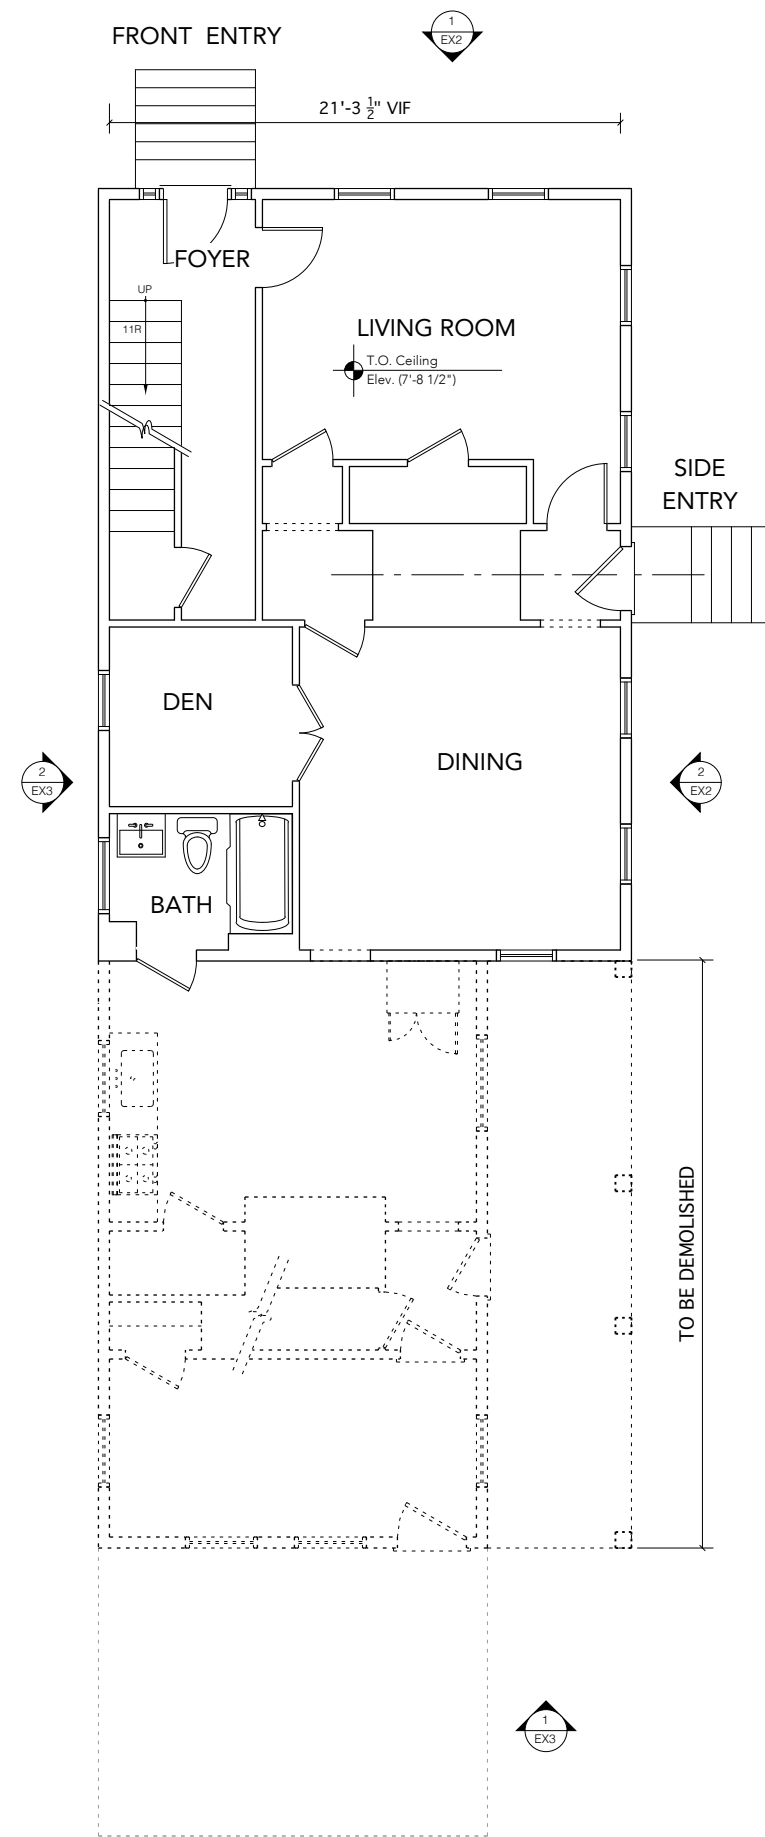 FRONT ENTRY
1
EX2
21'-3 1/2" VIF
FOYER
UP
11R
LIVING ROOM
T.O. Ceiling
Elev. (7'-8 1/2")
SIDE
ENTRY
DEN
DINING
2
EX3
2
EX2
BATH
TO BE DEMOLISHED
1
EX3